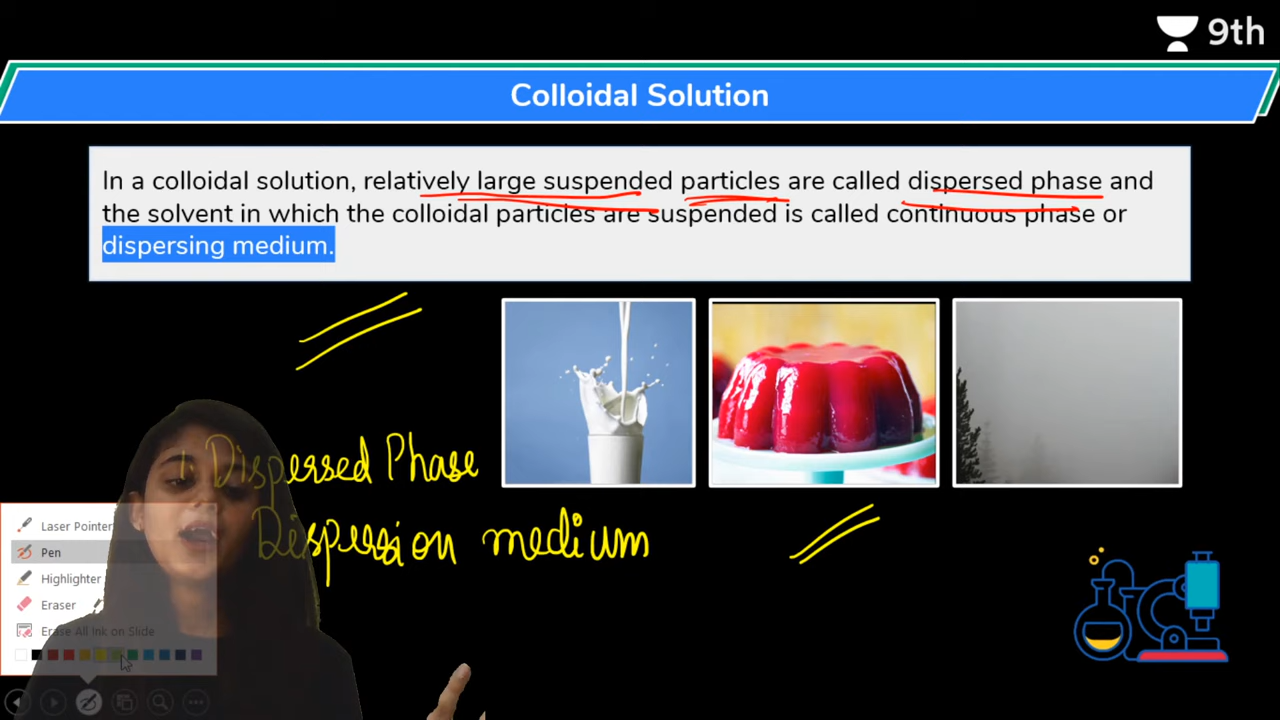 9th
Colloidal Solution
In a colloidal solution, relatively large suspended particles are called dispersed phase and
the solvent in which the colloidal particles are suspended is called continuous phase or
dispersing medium.
Dispersed Phase
Dispersion medium
Laser Pointer
Pen
Highlighter
Eraser
Erase All Ink on Slide